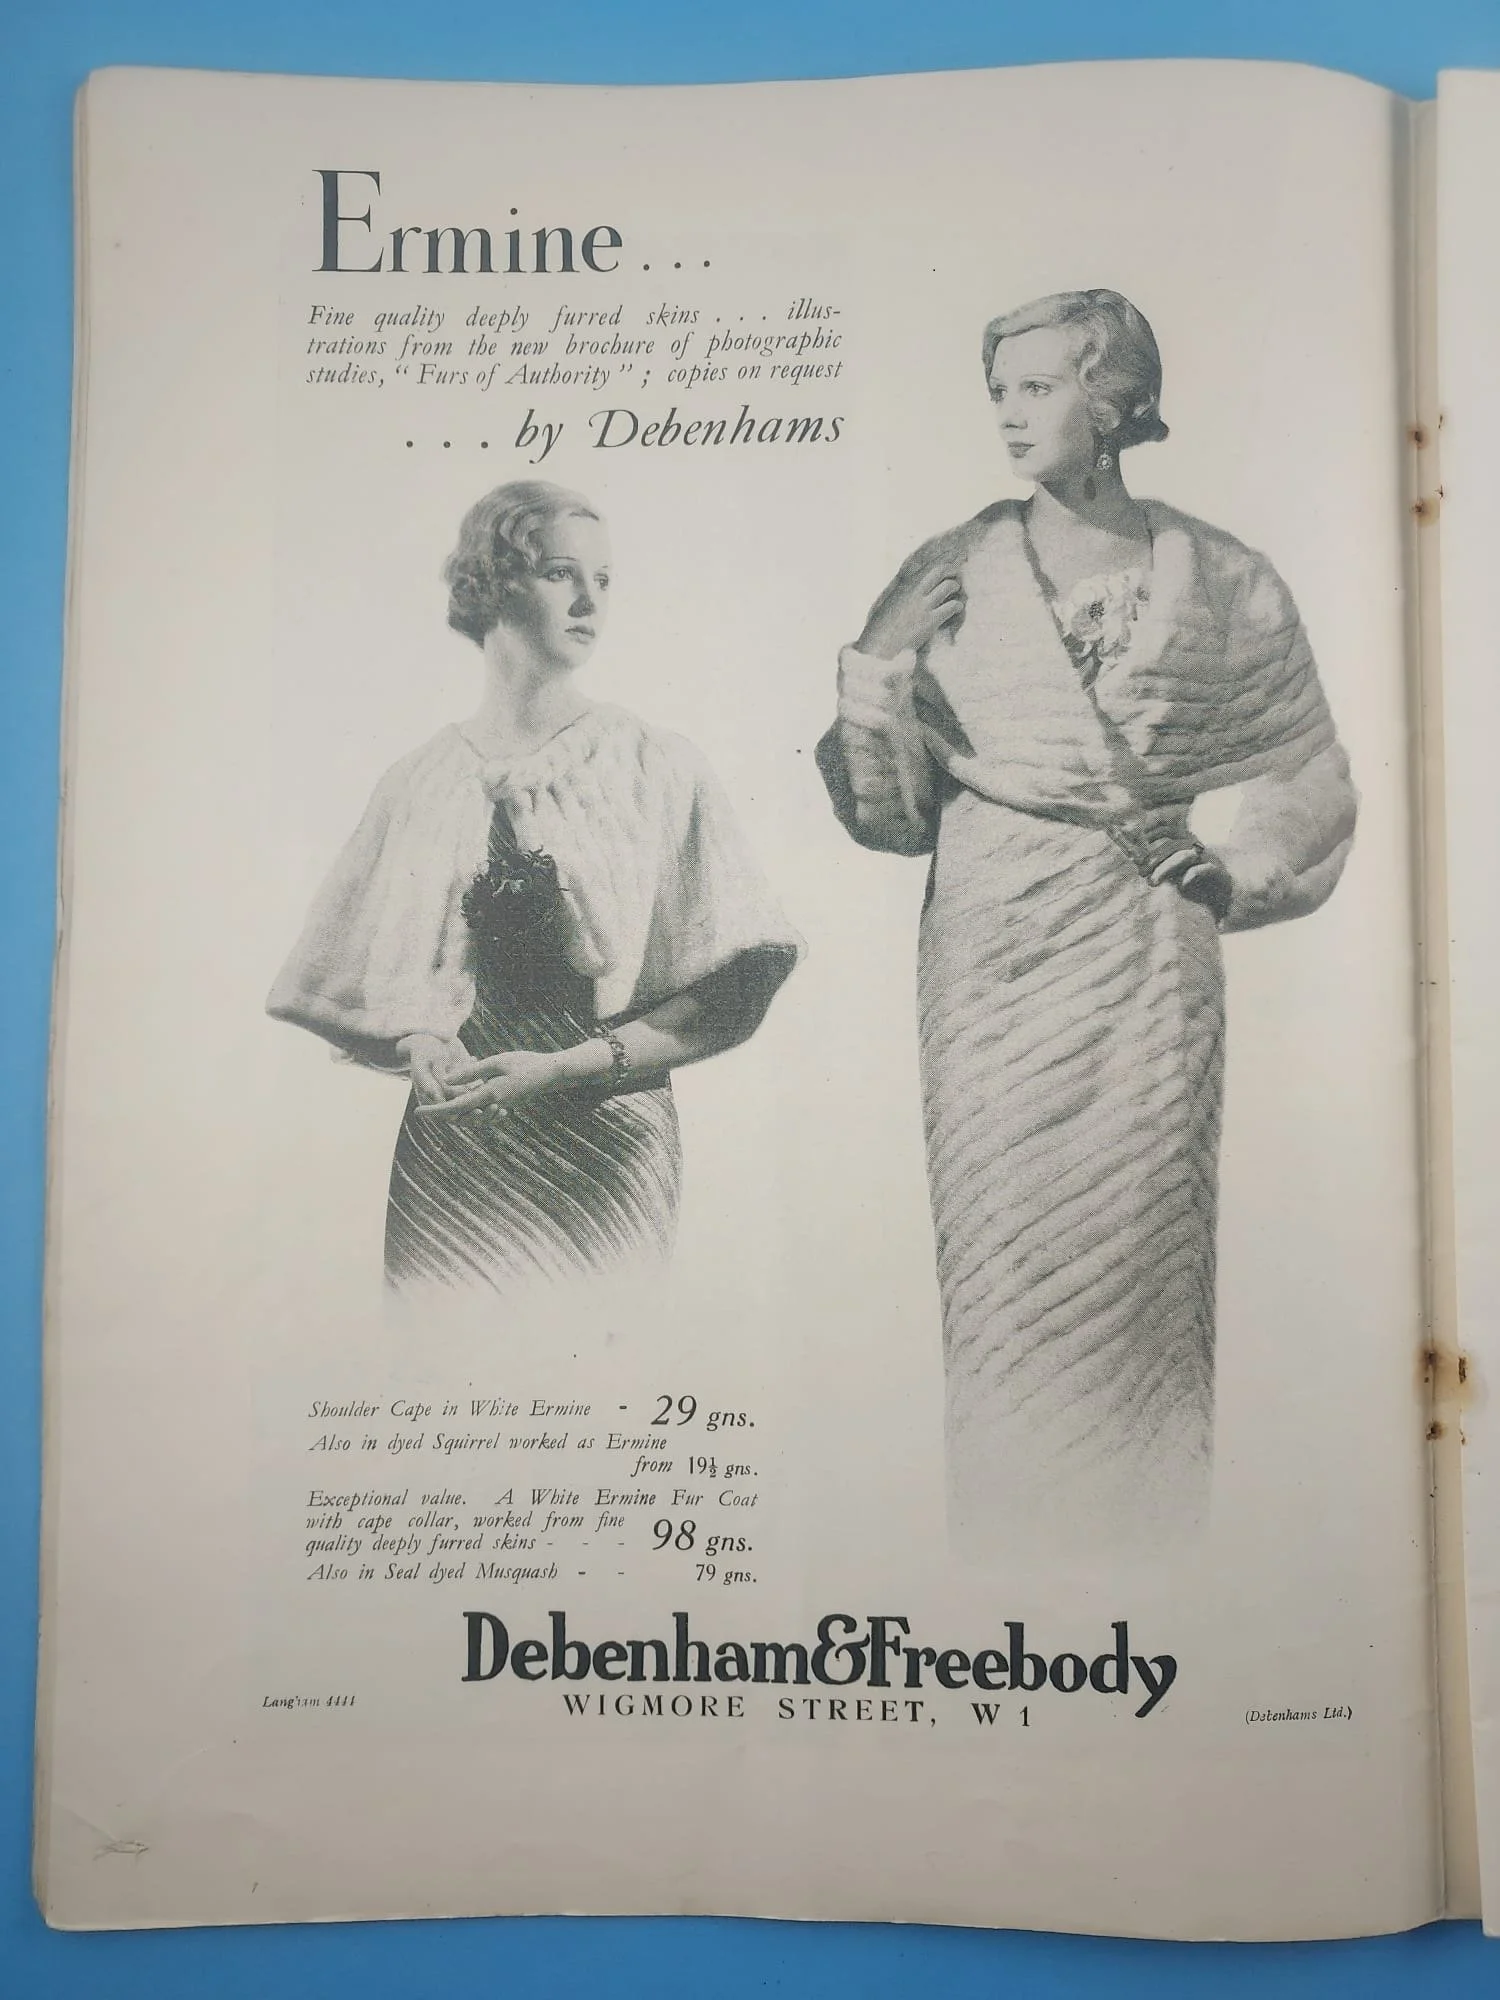 Ermine . . .
Fine quality deeply furred skins . . . illus-
trations from the new brochure of photographic
studies, “ Furs of Authority ” ; copies on request
. . . by Debenhams
Shoulder Cape in White Ermine - 29 gns.
Also in dyed Squirrel worked as Ermine
from 19½ gns.
Exceptional value. A White Ermine Fur Coat
with cape collar, worked from fine
quality deeply furred skins - - - 98 gns.
Also in Seal dyed Musquash - - 79 gns.
Debenham&Freebody
Langham 4444
WIGMORE STREET, W 1
(Debenhams Ltd.)